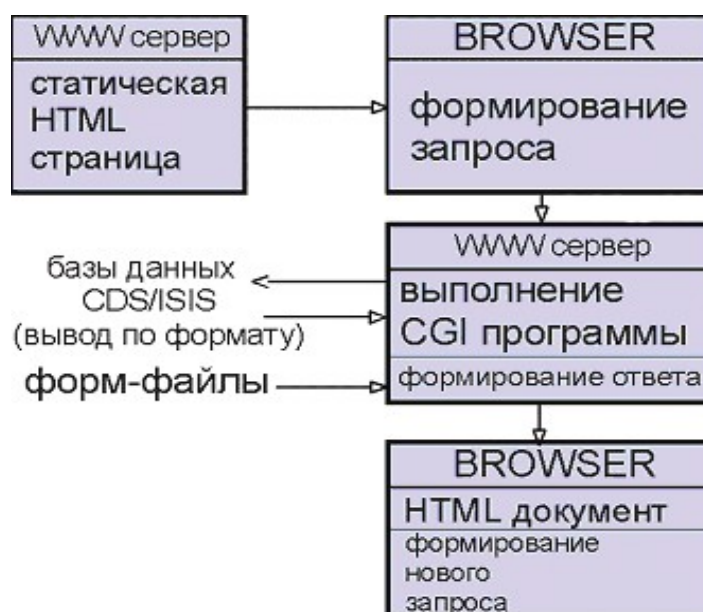 WWW сервер
статическая
HTML
страница
BROWSER
формирование
запроса
WWW сервер
выполнение
CGI программы
формирование ответа
базы данных
CDS/ISIS
(вывод по формату)
форм-файлы
BROWSER
HTML документ
формирование
нового
запроса